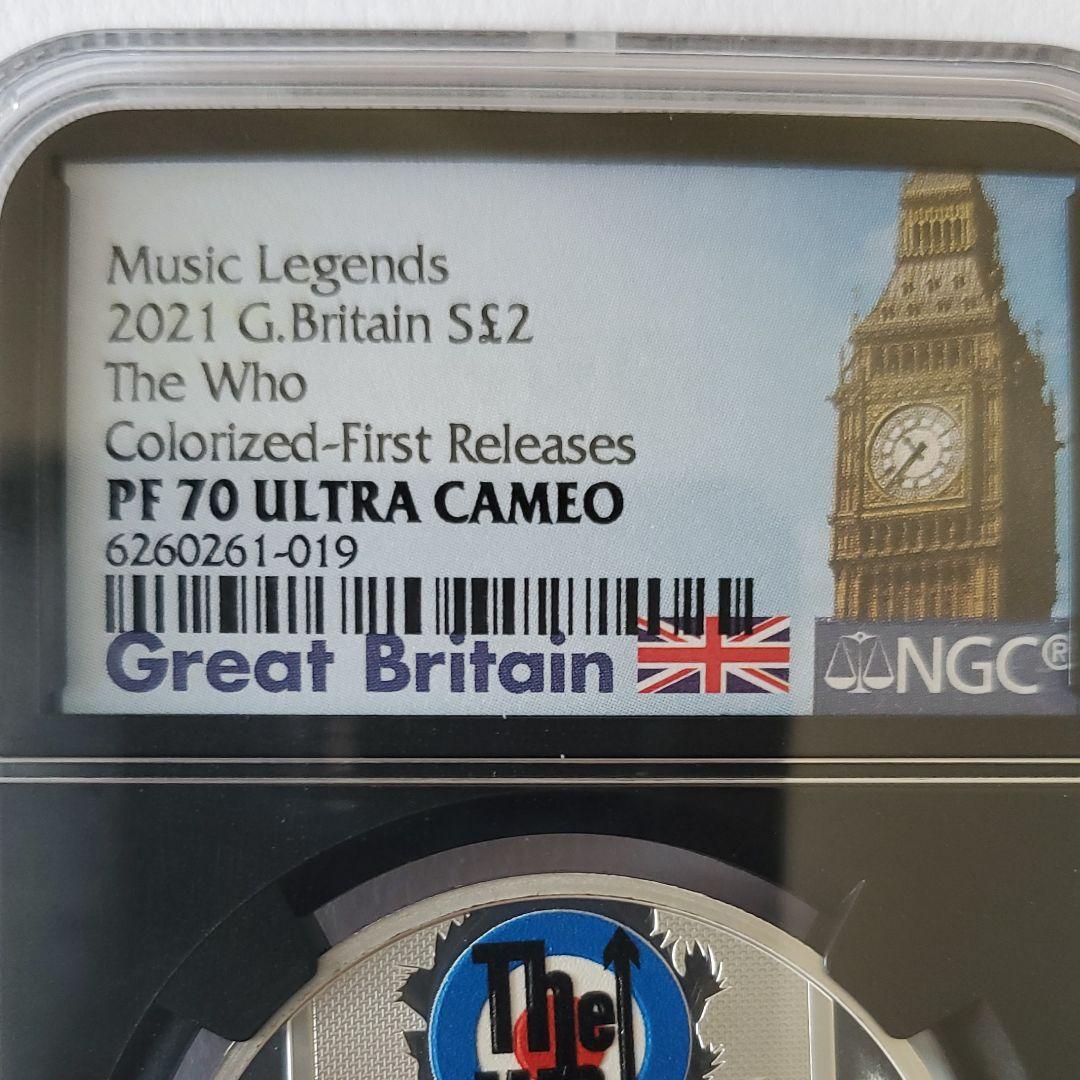 Music Legends
2021 G.Britain S£2
The Who
Colorized-First Releases
PF 70 ULTRA CAMEO
6260261-019
Great Britain
NGC®
The